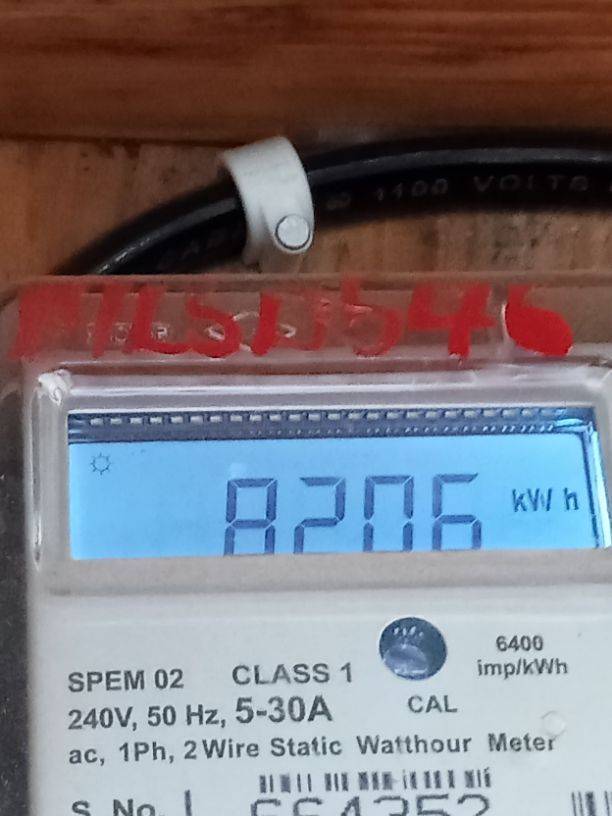 1100 VOLTS
8206 kWh
6400
imp/kWh
SPEM 02 CLASS 1
CAL
240V, 50 Hz, 5-30A
ac, 1Ph, 2 Wire Static Watthour Meter
S. No.